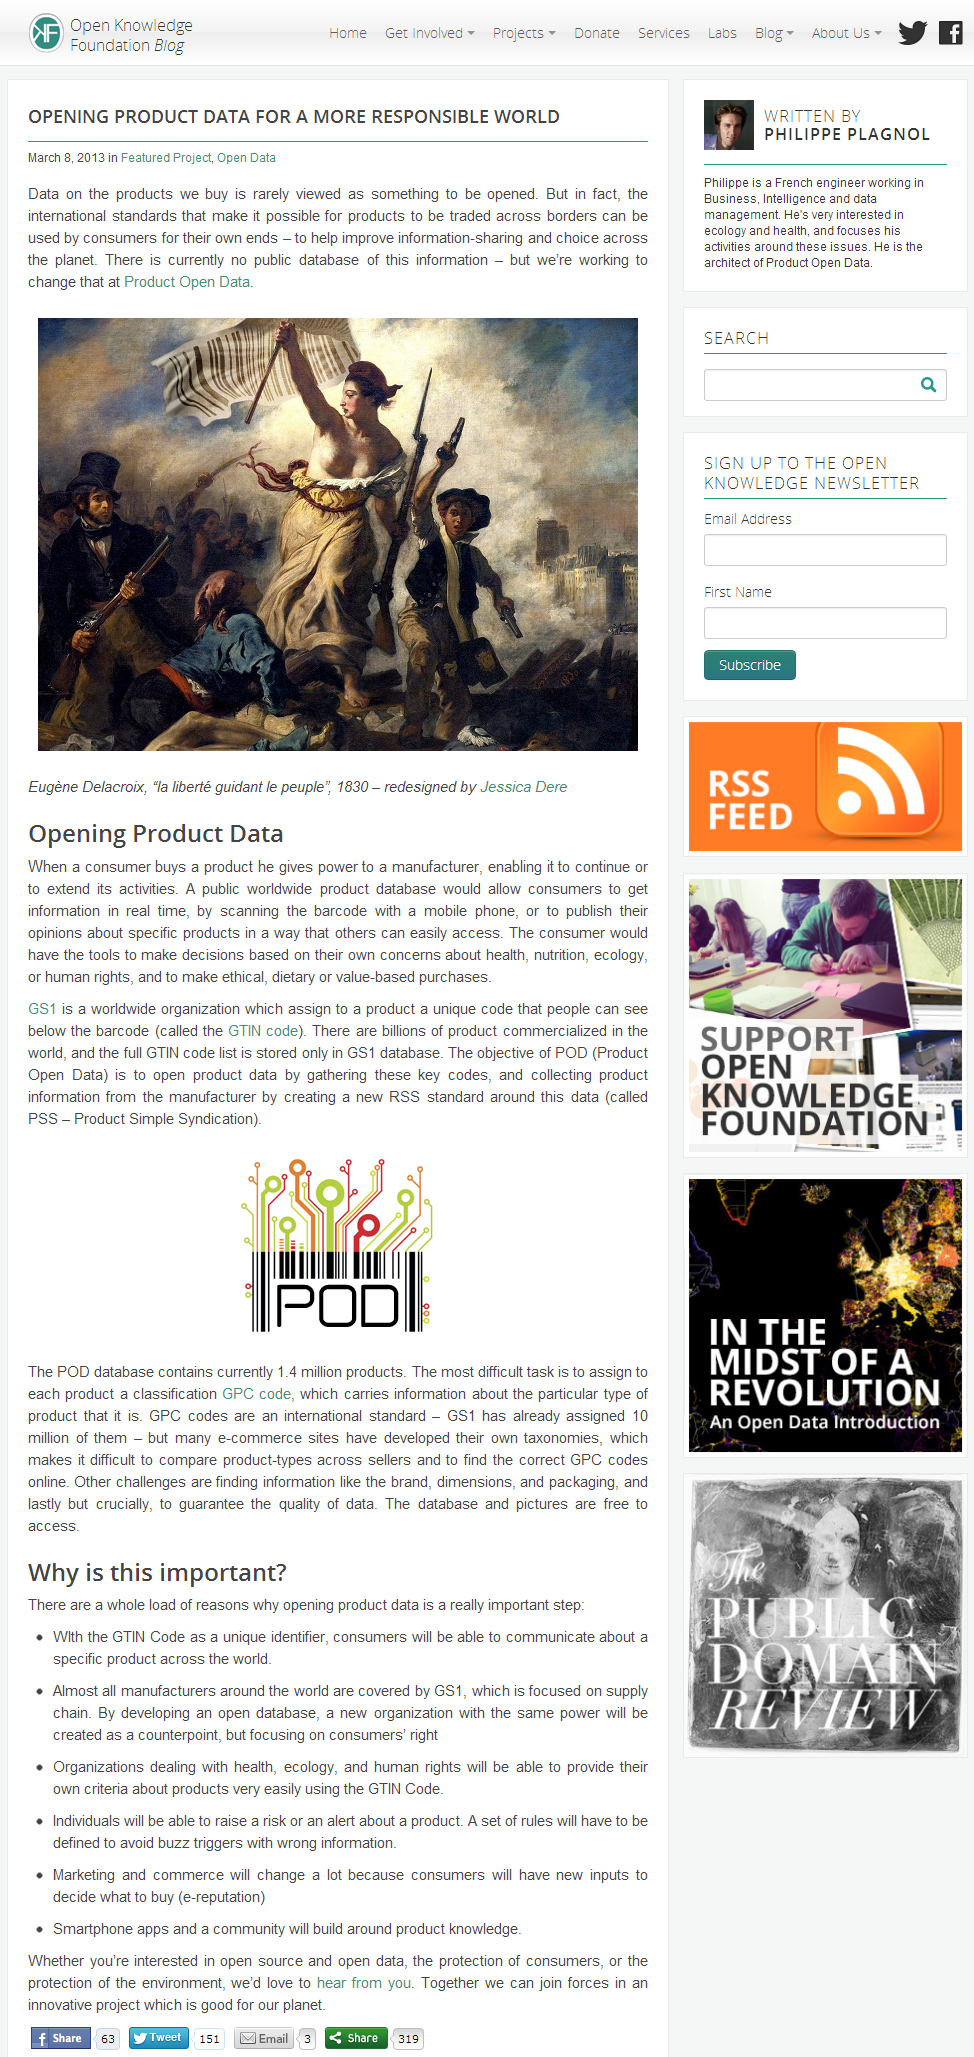 Open Knowledge
Foundation Blog
Home Get Involved Projects Donate Services Labs Blog About Us
OPENING PRODUCT DATA FOR A MORE RESPONSIBLE WORLD
March 8, 2013 in Featured Project, Open Data
Data on the products we buy is rarely viewed as something to be opened. But in fact, the
international standards that make it possible for products to be traded across borders can be
used by consumers for their own ends – to help improve information-sharing and choice across
the planet. There is currently no public database of this information – but we're working to
change that at Product Open Data.
Eugène Delacroix, “la liberté guidant le peuple”, 1830 – redesigned by Jessica Dere
Opening Product Data
When a consumer buys a product he gives power to a manufacturer, enabling it to continue or
to extend its activities. A public worldwide product database would allow consumers to get
information in real time, by scanning the barcode with a mobile phone, or to publish their
opinions about specific products in a way that others can easily access. The consumer would
have the tools to make decisions based on their own concerns about health, nutrition, ecology,
or human rights, and to make ethical, dietary or value-based purchases.
GS1 is a worldwide organization which assign to a product a unique code that people can see
below the barcode (called the GTIN code). There are billions of product commercialized in the
world, and the full GTIN code list is stored only in GS1 database. The objective of POD (Product
Open Data) is to open product data by gathering these key codes, and collecting product
information from the manufacturer by creating a new RSS standard around this data (called
PSS – Product Simple Syndication).
POD
The POD database contains currently 1.4 million products. The most difficult task is to assign to
each product a classification GPC code, which carries information about the particular type of
product that it is. GPC codes are an international standard – GS1 has already assigned 10
million of them – but many e-commerce sites have developed their own taxonomies, which
makes it difficult to compare product-types across sellers and to find the correct GPC codes
online. Other challenges are finding information like the brand, dimensions, and packaging, and
lastly but crucially, to guarantee the quality of data. The database and pictures are free to
access.
Why is this important?
There are a whole load of reasons why opening product data is a really important step:
WIth the GTIN Code as a unique identifier, consumers will be able to communicate about a
specific product across the world.
Almost all manufacturers around the world are covered by GS1, which is focused on supply
chain. By developing an open database, a new organization with the same power will be
created as a counterpoint, but focusing on consumers' right
Organizations dealing with health, ecology, and human rights will be able to provide their
own criteria about products very easily using the GTIN Code.
Individuals will be able to raise a risk or an alert about a product. A set of rules will have to be
defined to avoid buzz triggers with wrong information.
Marketing and commerce will change a lot because consumers will have new inputs to
decide what to buy (e-reputation)
Smartphone apps and a community will build around product knowledge.
Whether you're interested in open source and open data, the protection of consumers, or the
protection of the environment, we'd love to hear from you. Together we can join forces in an
innovative project which is good for our planet.
Share 63 Tweet 151 Email 3 Share 319
WRITTEN BY
PHILIPPE PLAGNOL
Philippe is a French engineer working in
Business, Intelligence and data
management. He's very interested in
ecology and health, and focuses his
activities around these issues. He is the
architect of Product Open Data.
SEARCH
SIGN UP TO THE OPEN
KNOWLEDGE NEWSLETTER
Email Address
First Name
Subscribe
RSS
FEED
SUPPORT
OPEN
KNOWLEDGE
FOUNDATION
IN THE
MIDST OF A
REVOLUTION
An Open Data Introduction
The
PUBLIC
DOMAIN
REVIEW